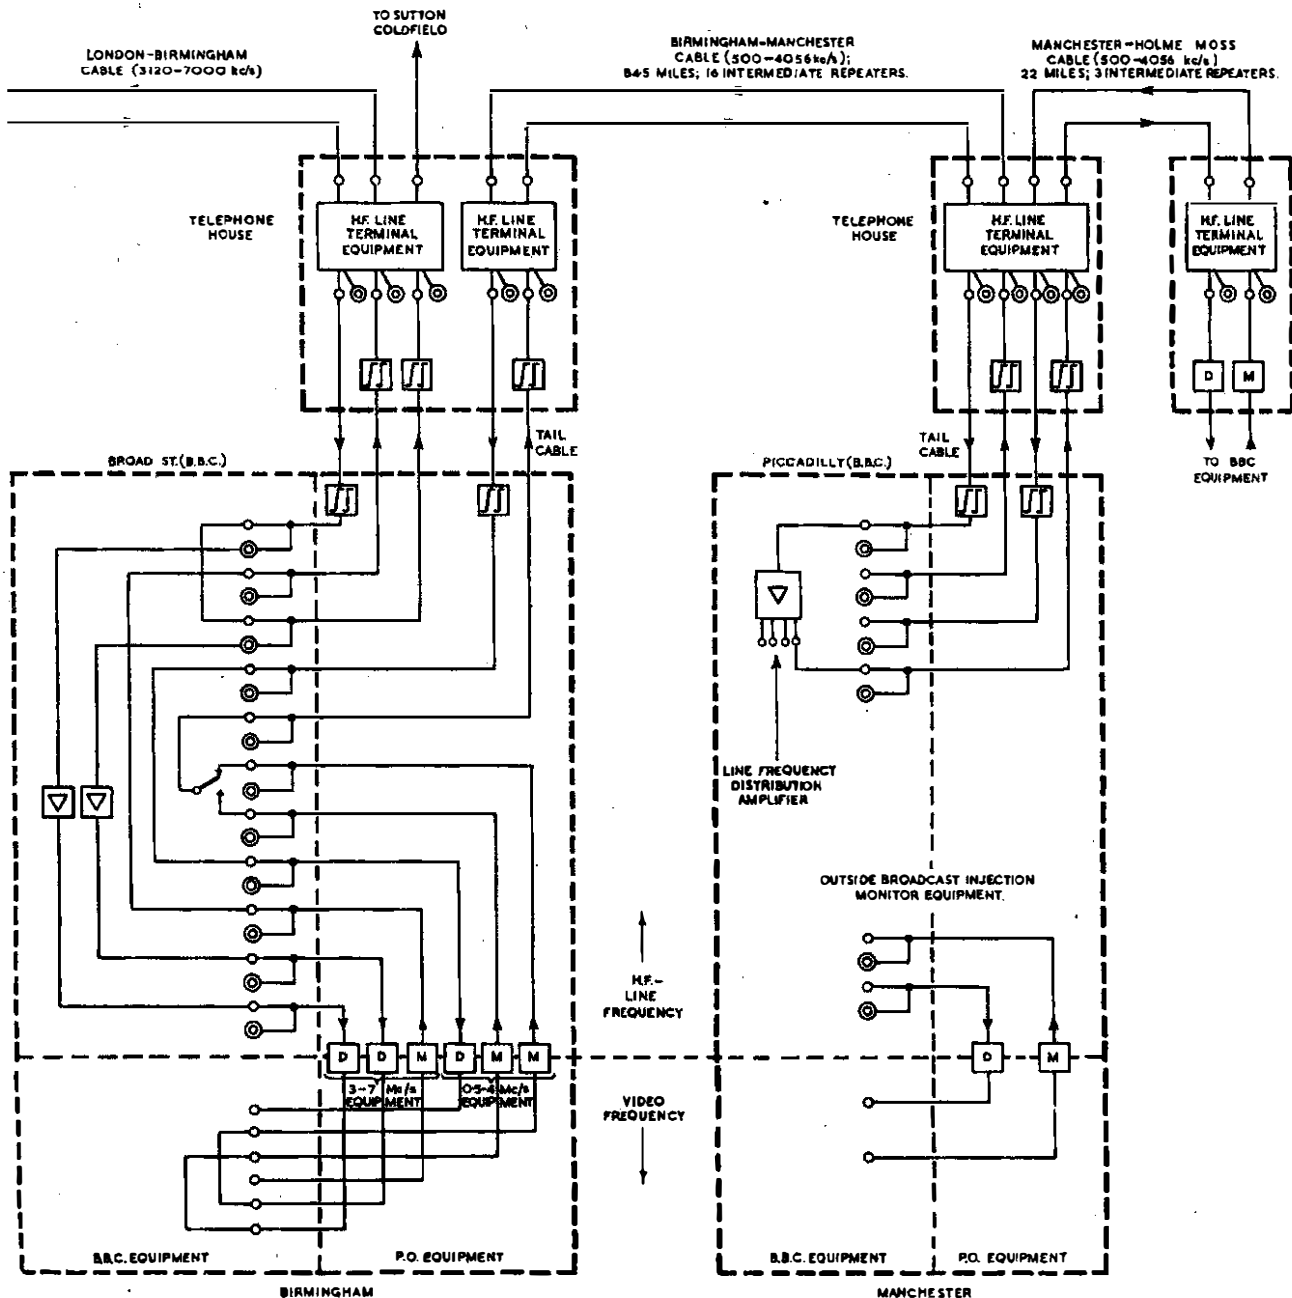 TO SUTTON
COLDFIELD
LONDON-BIRMINGHAM
CABLE (3120-7000 kc/s)
BIRMINGHAM-MANCHESTER
CABLE (500-4056 kc/s);
84·5 MILES; 16 INTERMEDIATE REPEATERS.
MANCHESTER-HOLME MOSS
CABLE (500-4056 kc/s)
22 MILES; 3 INTERMEDIATE REPEATERS.
TELEPHONE
HOUSE
H.F. LINE
TERMINAL
EQUIPMENT
H.F. LINE
TERMINAL
EQUIPMENT
TELEPHONE
HOUSE
H.F. LINE
TERMINAL
EQUIPMENT
H.F. LINE
TERMINAL
EQUIPMENT
D
M
TAIL
CABLE
TAIL
CABLE
TO BBC
EQUIPMENT
BROAD ST. (B.B.C.)
PICCADILLY (B.B.C.)
LINE FREQUENCY
DISTRIBUTION
AMPLIFIER
OUTSIDE BROADCAST INJECTION
MONITOR EQUIPMENT.
H.F.-
LINE
FREQUENCY
D
D
M
D
M
M
D
M
3-7 Mc/s
EQUIPMENT
0·5-4 Mc/s
EQUIPMENT
VIDEO
FREQUENCY
B.B.C. EQUIPMENT
P.O. EQUIPMENT
B.B.C. EQUIPMENT
P.O. EQUIPMENT
BIRMINGHAM
MANCHESTER